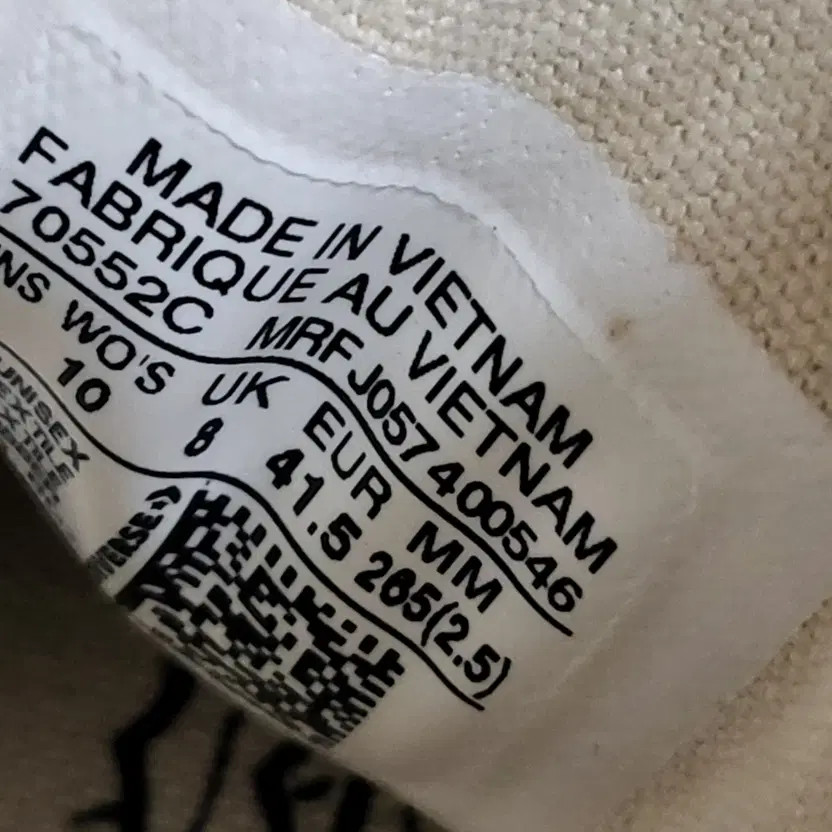 MADE IN VIETNAM
FABRIQUE AU VIETNAM
70552C MRFJ057400546
NS WO'S UK EUR MM
10 8 41.5 265(2.5)
UNISEX